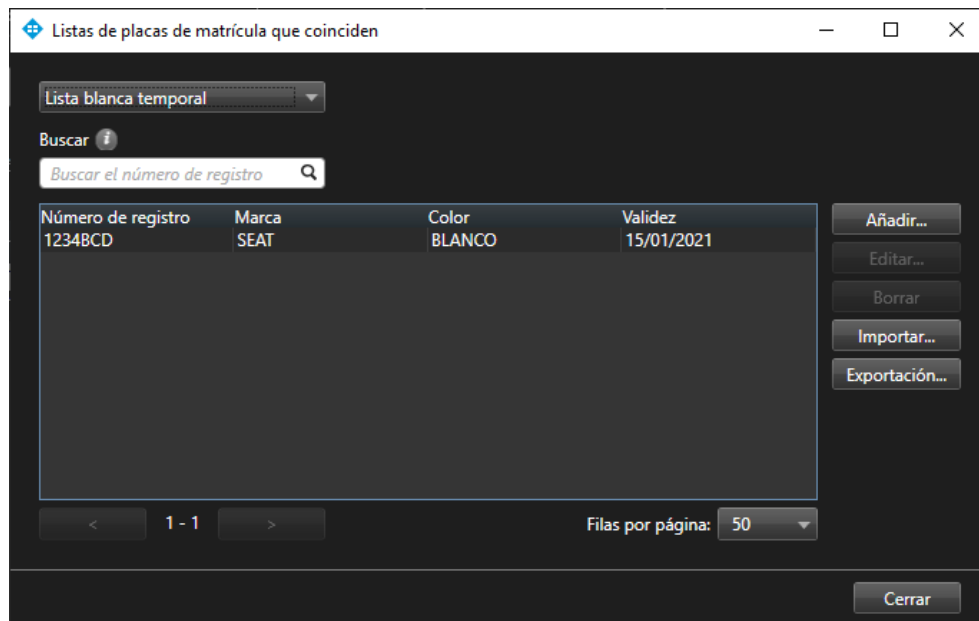 Listas de placas de matrícula que coinciden
Lista blanca temporal
Buscar
Buscar el número de registro
Número de registro Marca Color Validez
1234BCD SEAT BLANCO 15/01/2021
Añadir...
Editar...
Borrar
Importar...
Exportación...
< 1 - 1 > Filas por página: 50
Cerrar